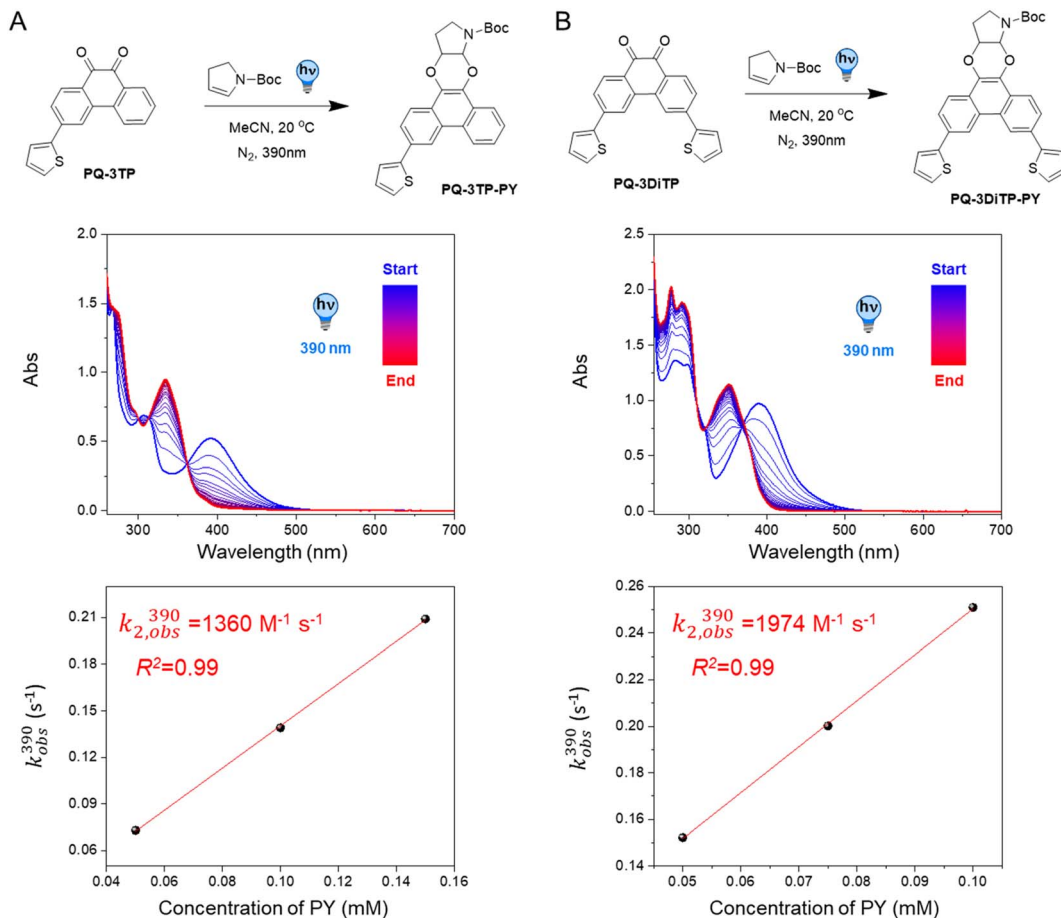 A
O O
S
PQ-3TP
N-Boc
hν
MeCN, 20 °C
N₂, 390nm
N Boc
O O
S
PQ-3TP-PY
B
O O
S S
PQ-3DiTP
N-Boc
hν
MeCN, 20 °C
N₂, 390nm
N Boc
O O
S S
PQ-3DiTP-PY
2.0
1.5
1.0
0.5
0.0
Abs
300 400 500 600 700
Wavelength (nm)
hν
390 nm
Start
End
2.5
2.0
1.5
1.0
0.5
0.0
Abs
300 400 500 600 700
Wavelength (nm)
hν
390 nm
Start
End
k₂,obs³⁹⁰ =1360 M⁻¹ s⁻¹
R²=0.99
0.21
0.18
0.15
0.12
0.09
0.06
kobs³⁹⁰ (s⁻¹)
0.04 0.06 0.08 0.10 0.12 0.14 0.16
Concentration of PY (mM)
k₂,obs³⁹⁰ =1974 M⁻¹ s⁻¹
R²=0.99
0.26
0.24
0.22
0.20
0.18
0.16
0.14
kobs³⁹⁰ (s⁻¹)
0.05 0.06 0.07 0.08 0.09 0.10
Concentration of PY (mM)